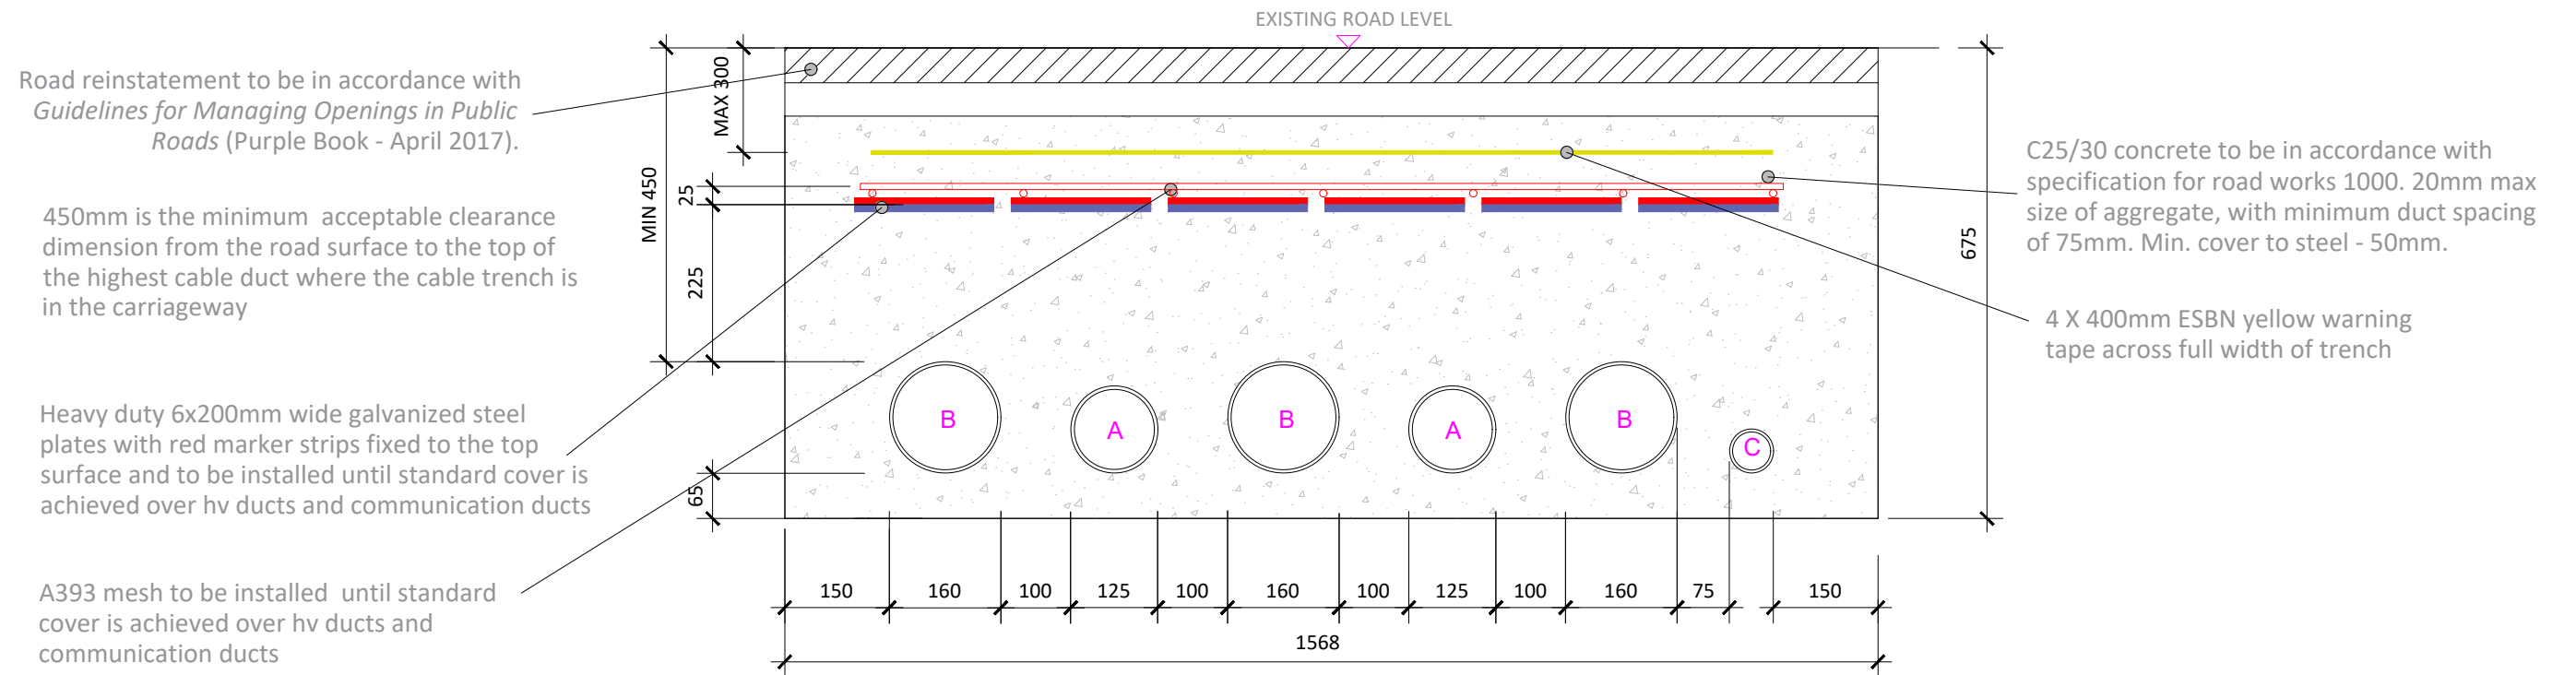 EXISTING ROAD LEVEL
Road reinstatement to be in accordance with
Guidelines for Managing Openings in Public
Roads (Purple Book - April 2017).
450mm is the minimum acceptable clearance
dimension from the road surface to the top of
the highest cable duct where the cable trench is
in the carriageway
Heavy duty 6x200mm wide galvanized steel
plates with red marker strips fixed to the top
surface and to be installed until standard cover is
achieved over hv ducts and communication ducts
A393 mesh to be installed until standard
cover is achieved over hv ducts and
communication ducts
MIN 450
MAX 300
25
225
65
B
A
B
A
B
C
150
160
100
125
100
160
100
125
100
160
75
150
1568
675
C25/30 concrete to be in accordance with
specification for road works 1000. 20mm max
size of aggregate, with minimum duct spacing
of 75mm. Min. cover to steel - 50mm.
4 X 400mm ESBN yellow warning
tape across full width of trench